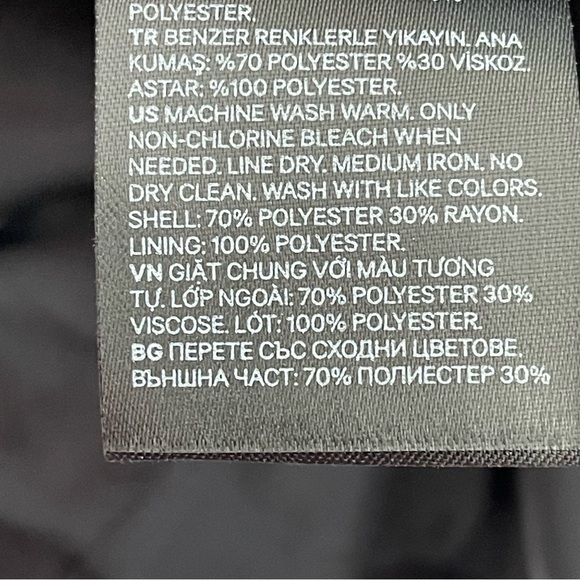 POLYESTER.
TR BENZER RENKLERLE YIKAYIN. ANA
KUMAŞ: %70 POLYESTER %30 VİSKOZ.
ASTAR: %100 POLYESTER.
US MACHINE WASH WARM. ONLY
NON-CHLORINE BLEACH WHEN
NEEDED. LINE DRY. MEDIUM IRON. NO
DRY CLEAN. WASH WITH LIKE COLORS.
SHELL: 70% POLYESTER 30% RAYON.
LINING: 100% POLYESTER.
VN GIẶT CHUNG VỚI MÀU TƯƠNG
TỰ. LỚP NGOÀI: 70% POLYESTER 30%
VISCOSE. LÓT: 100% POLYESTER.
BG ПЕРЕТЕ СЪС СХОДНИ ЦВЕТОВЕ.
ВЪНШНА ЧАСТ: 70% ПОЛИЕСТЕР 30%